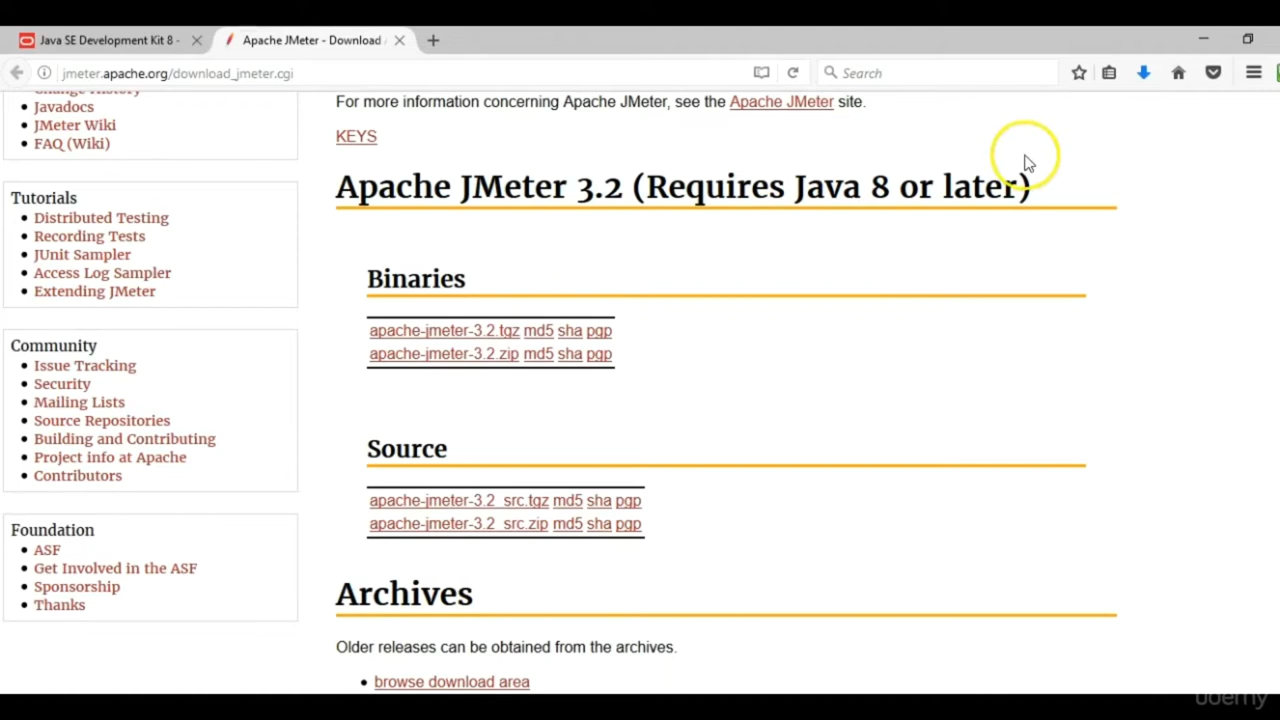 Java SE Development Kit 8 -
Apache JMeter - Download
jmeter.apache.org/download_jmeter.cgi
Search
Change History
Javadocs
JMeter Wiki
FAQ (Wiki)
Tutorials
Distributed Testing
Recording Tests
JUnit Sampler
Access Log Sampler
Extending JMeter
Community
Issue Tracking
Security
Mailing Lists
Source Repositories
Building and Contributing
Project info at Apache
Contributors
Foundation
ASF
Get Involved in the ASF
Sponsorship
Thanks
For more information concerning Apache JMeter, see the Apache JMeter site.
KEYS
Apache JMeter 3.2 (Requires Java 8 or later)
Binaries
apache-jmeter-3.2.tgz md5 sha pgp
apache-jmeter-3.2.zip md5 sha pgp
Source
apache-jmeter-3.2_src.tgz md5 sha pgp
apache-jmeter-3.2_src.zip md5 sha pgp
Archives
Older releases can be obtained from the archives.
browse download area
udemy